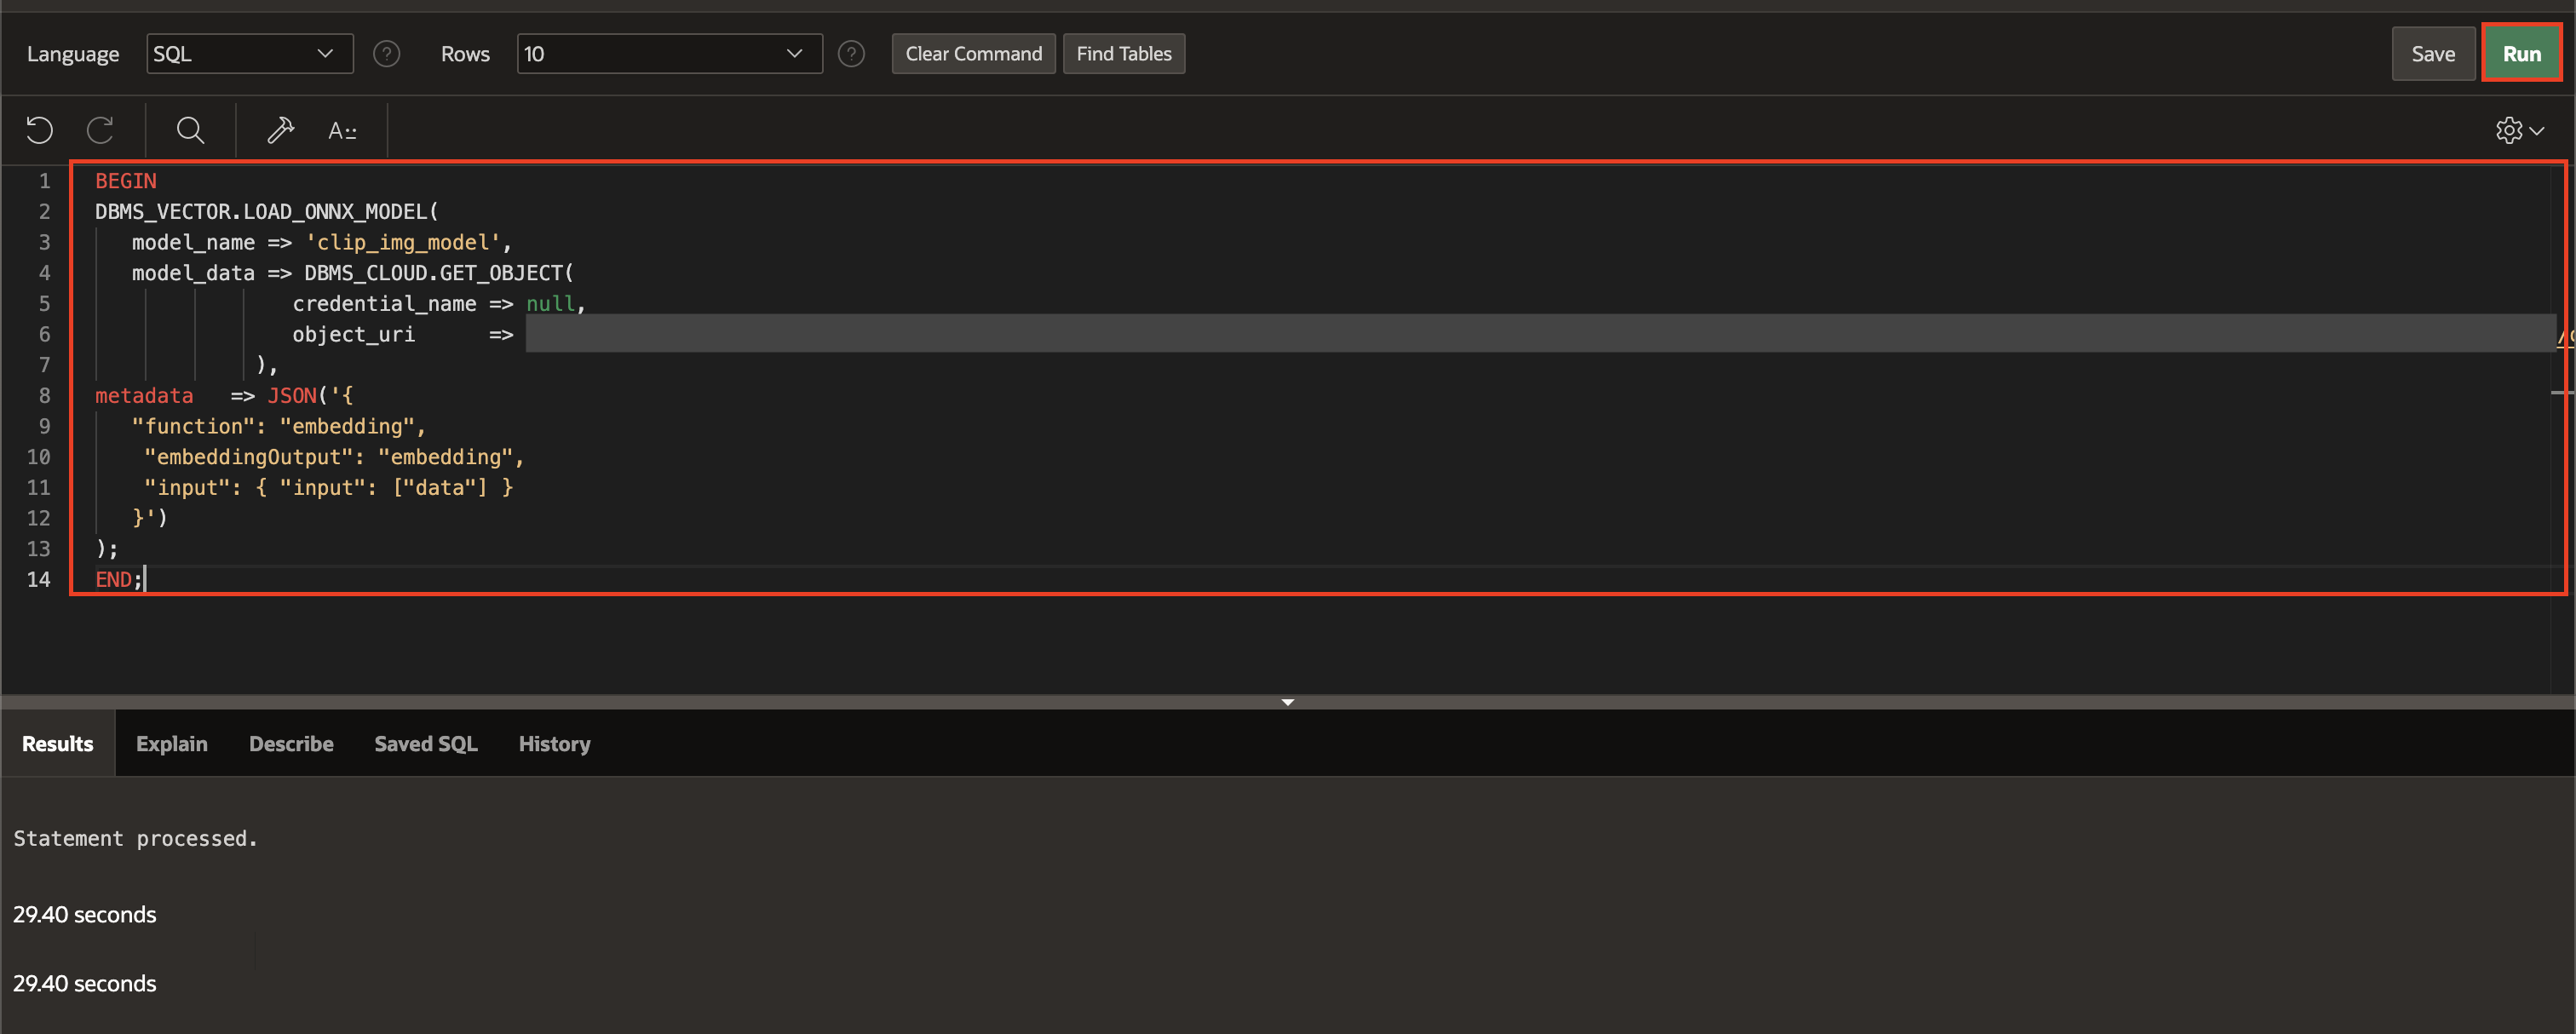 Language SQL ? Rows 10 ? Clear Command Find Tables Save Run
A
1 BEGIN
2 DBMS_VECTOR.LOAD_ONNX_MODEL(
3 model_name => 'clip_img_model',
4 model_data => DBMS_CLOUD.GET_OBJECT(
5 credential_name => null,
6 object_uri =>
7 ),
8 metadata => JSON('{
9 "function": "embedding",
10 "embeddingOutput": "embedding",
11 "input": { "input": ["data"] }
12 }')
13 );
14 END;
Results Explain Describe Saved SQL History
Statement processed.
29.40 seconds
29.40 seconds